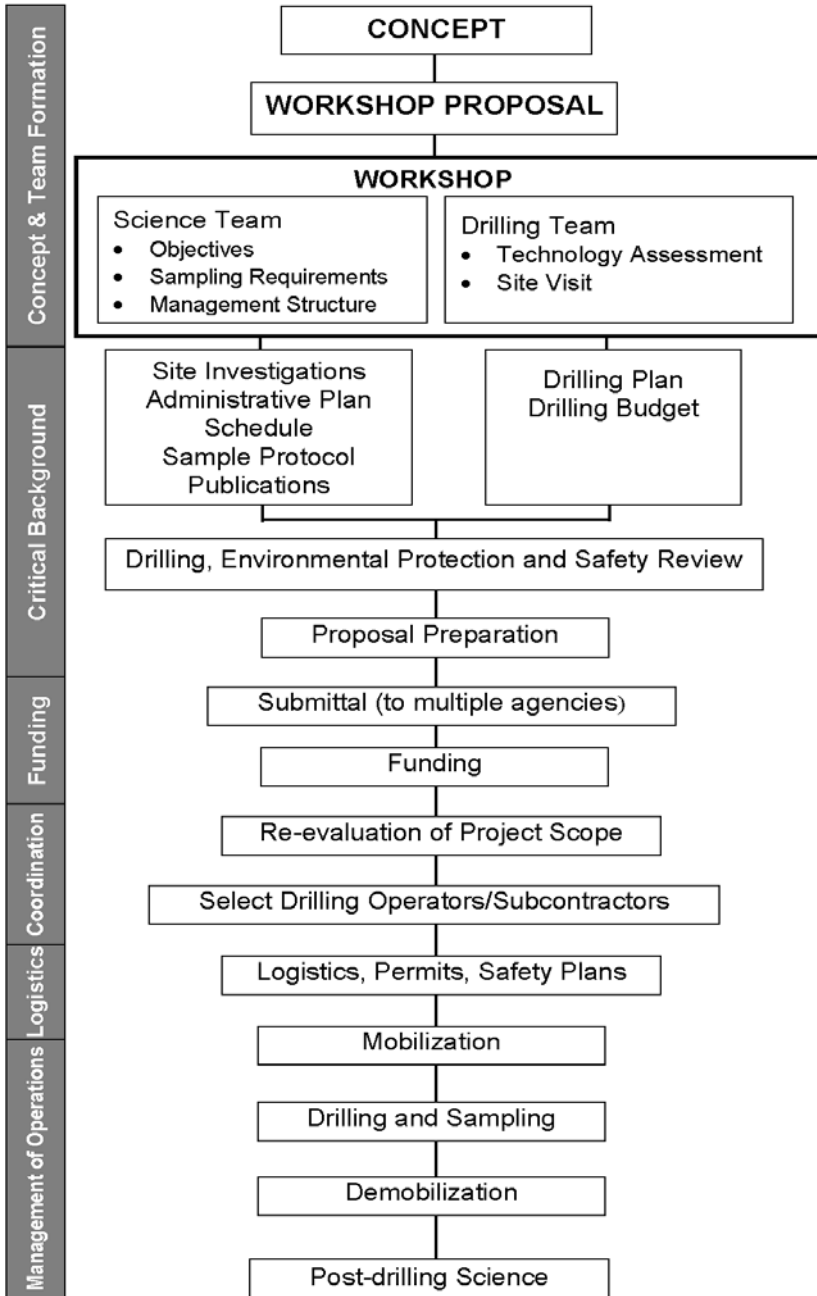 Concept & Team Formation
CONCEPT
WORKSHOP PROPOSAL
WORKSHOP
Science Team
• Objectives
• Sampling Requirements
• Management Structure
Drilling Team
• Technology Assessment
• Site Visit
Critical Background
Site Investigations
Administrative Plan
Schedule
Sample Protocol
Publications
Drilling Plan
Drilling Budget
Drilling, Environmental Protection and Safety Review
Proposal Preparation
Funding
Submittal (to multiple agencies)
Funding
Coordination
Re-evaluation of Project Scope
Select Drilling Operators/Subcontractors
Logistics
Logistics, Permits, Safety Plans
Management of Operations
Mobilization
Drilling and Sampling
Demobilization
Post-drilling Science